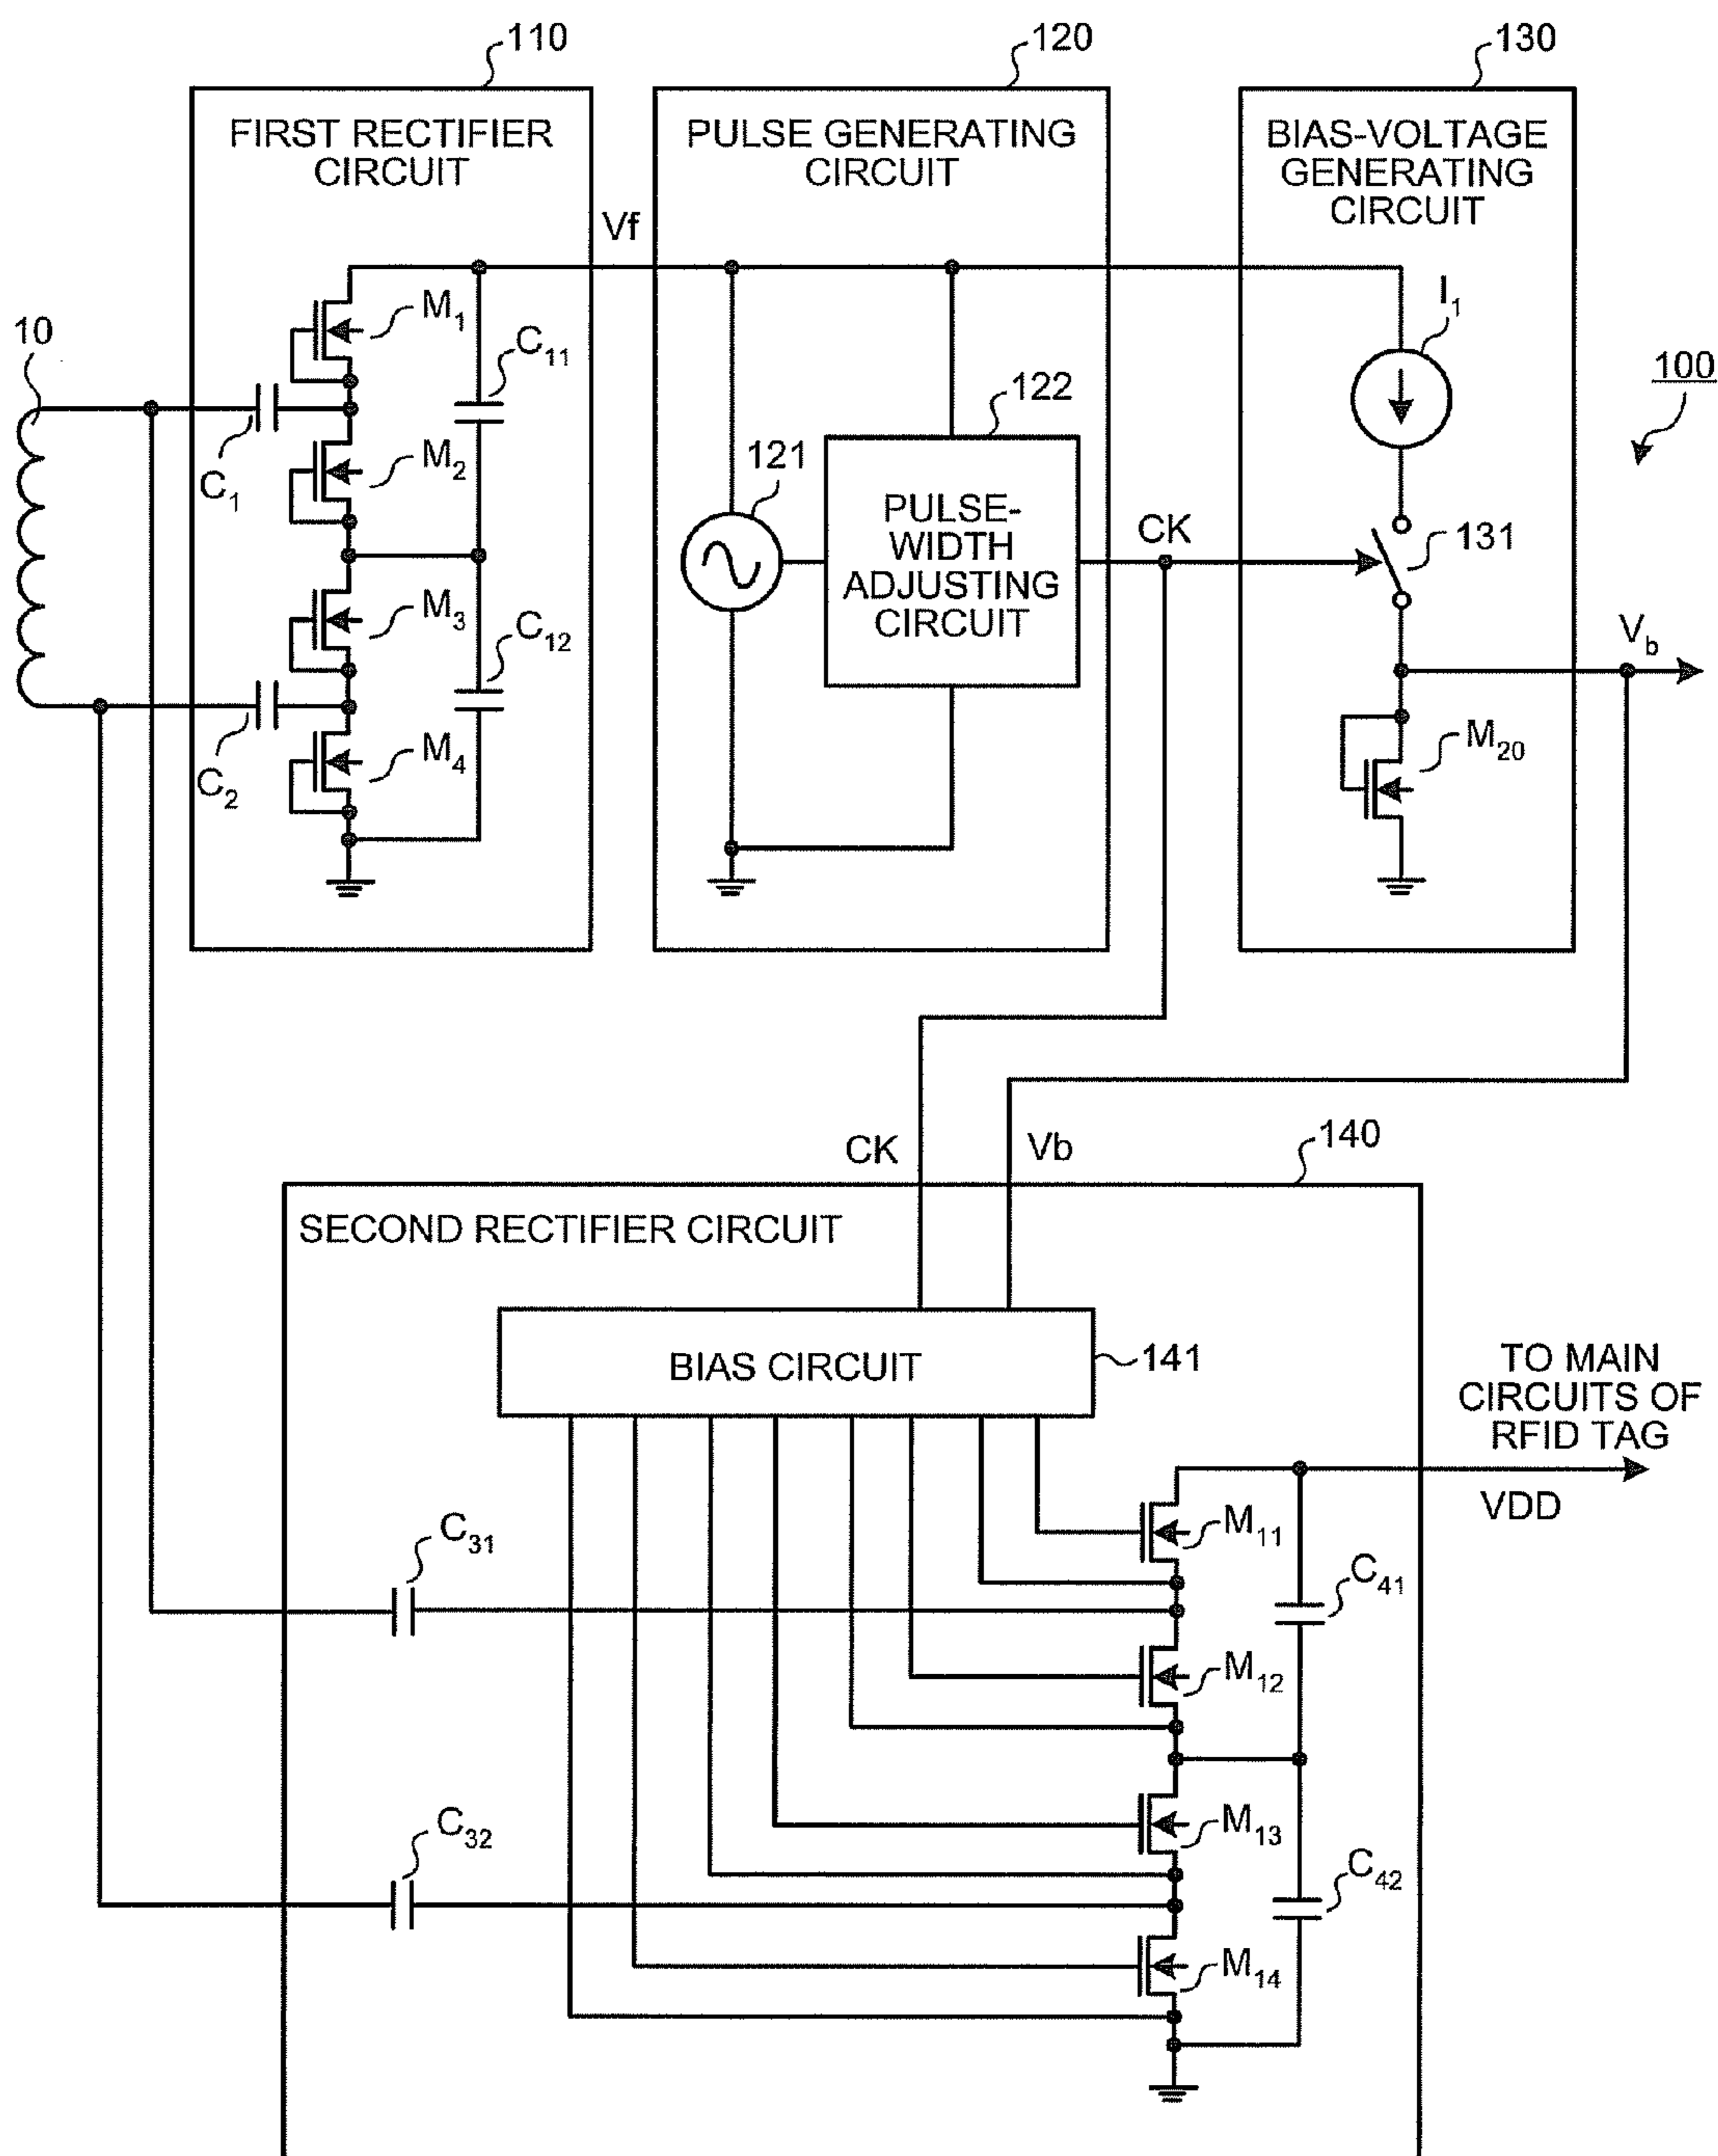 110
120
130
FIRST RECTIFIER
CIRCUIT
PULSE GENERATING
CIRCUIT
BIAS-VOLTAGE
GENERATING
CIRCUIT
Vf
10
M1
C11
I1
100
122
C1
M2
121
PULSE-
WIDTH
ADJUSTING
CIRCUIT
CK
131
M3
C12
Vb
C2
M4
M20
CK
Vb
140
SECOND RECTIFIER CIRCUIT
BIAS CIRCUIT
141
TO MAIN
CIRCUITS OF
RFID TAG
VDD
C31
M11
C41
M12
C32
M13
C42
M14